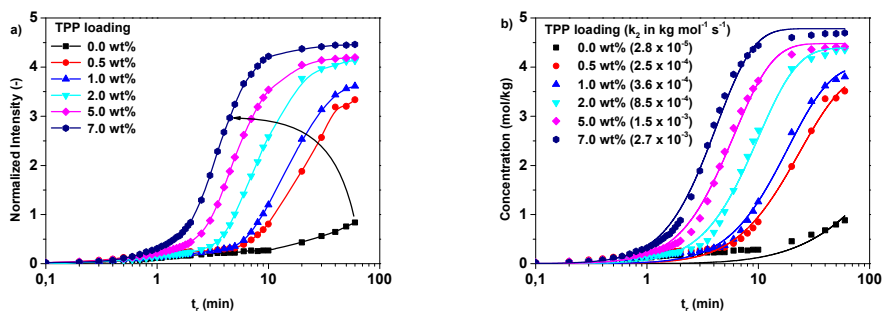 a)
TPP loading
0.0 wt%
0.5 wt%
1.0 wt%
2.0 wt%
5.0 wt%
7.0 wt%
Normalized Intensity (-)
5
4
3
2
1
0
0,1 1 10 100
t_r (min)
b)
TPP loading (k₂ in kg mol⁻¹ s⁻¹)
0.0 wt% (2.8 x 10⁻⁵)
0.5 wt% (2.5 x 10⁻⁴)
1.0 wt% (3.6 x 10⁻⁴)
2.0 wt% (8.5 x 10⁻⁴)
5.0 wt% (1.5 x 10⁻³)
7.0 wt% (2.7 x 10⁻³)
Concentration (mol/kg)
5
4
3
2
1
0
0,1 1 10 100
t_r (min)